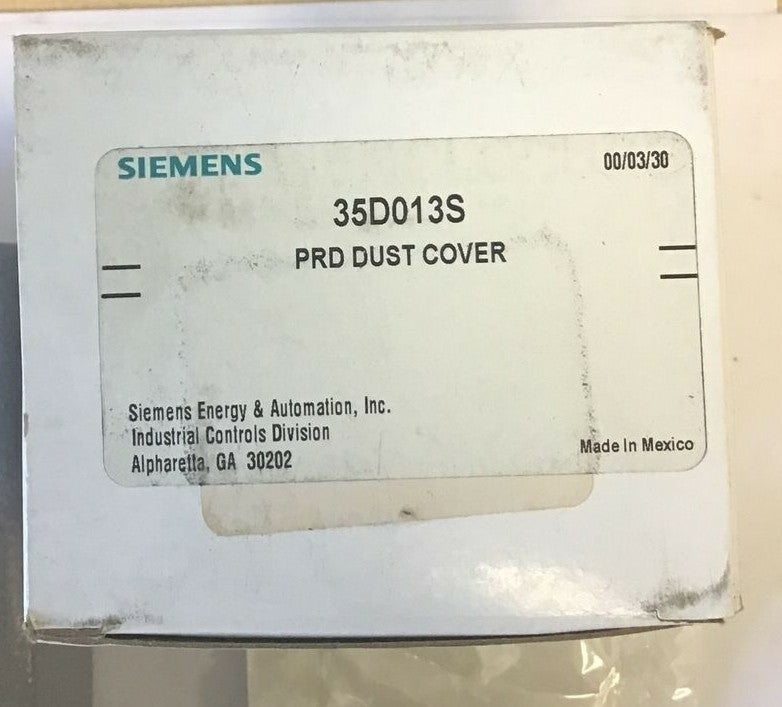 SIEMENS 00/03/30
35D013S
PRD DUST COVER
Siemens Energy & Automation, Inc.
Industrial Controls Division
Alpharetta, GA 30202
Made In Mexico